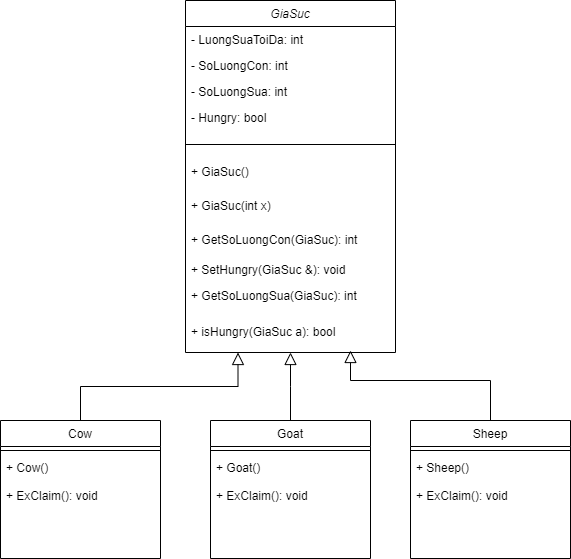 GiaSuc
- LuongSuaToiDa: int
- SoLuongCon: int
- SoLuongSua: int
- Hungry: bool
+ GiaSuc()
+ GiaSuc(int x)
+ GetSoLuongCon(GiaSuc): int
+ SetHungry(GiaSuc &): void
+ GetSoLuongSua(GiaSuc): int
+ isHungry(GiaSuc a): bool
Cow
+ Cow()
+ ExClaim(): void
Goat
+ Goat()
+ ExClaim(): void
Sheep
+ Sheep()
+ ExClaim(): void